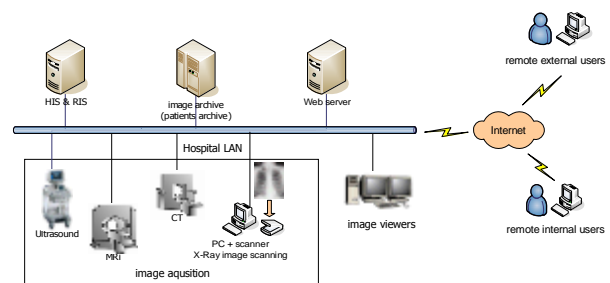 remote external users
HIS & RIS
image archive
(patients archive)
Web server
Internet
Hospital LAN
Ultrasound
MRI
CT
PC + scanner
X-Ray image scanning
image viewers
remote internal users
image aqusition